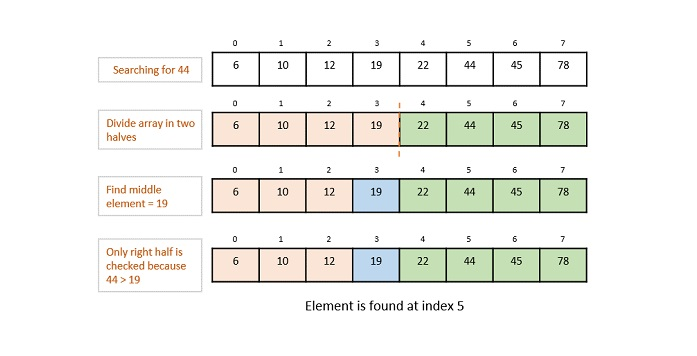 0 1 2 3 4 5 6 7
Searching for 44
6 10 12 19 22 44 45 78
0 1 2 3 4 5 6 7
Divide array in two
halves
6 10 12 19 22 44 45 78
0 1 2 3 4 5 6 7
Find middle
element = 19
6 10 12 19 22 44 45 78
0 1 2 3 4 5 6 7
Only right half is
checked because
44 > 19
6 10 12 19 22 44 45 78
Element is found at index 5